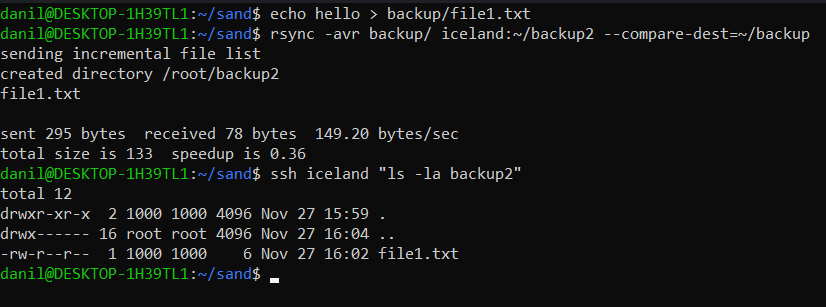 danil@DESKTOP-1H39TL1:~/sand$ echo hello > backup/file1.txt
danil@DESKTOP-1H39TL1:~/sand$ rsync -avr backup/ iceland:~/backup2 --compare-dest=~/backup
sending incremental file list
created directory /root/backup2
file1.txt

sent 295 bytes  received 78 bytes  149.20 bytes/sec
total size is 133  speedup is 0.36
danil@DESKTOP-1H39TL1:~/sand$ ssh iceland "ls -la backup2"
total 12
drwxr-xr-x  2 1000 1000 4096 Nov 27 15:59 .
drwx------ 16 root root 4096 Nov 27 16:04 ..
-rw-r--r--  1 1000 1000    6 Nov 27 16:02 file1.txt
danil@DESKTOP-1H39TL1:~/sand$